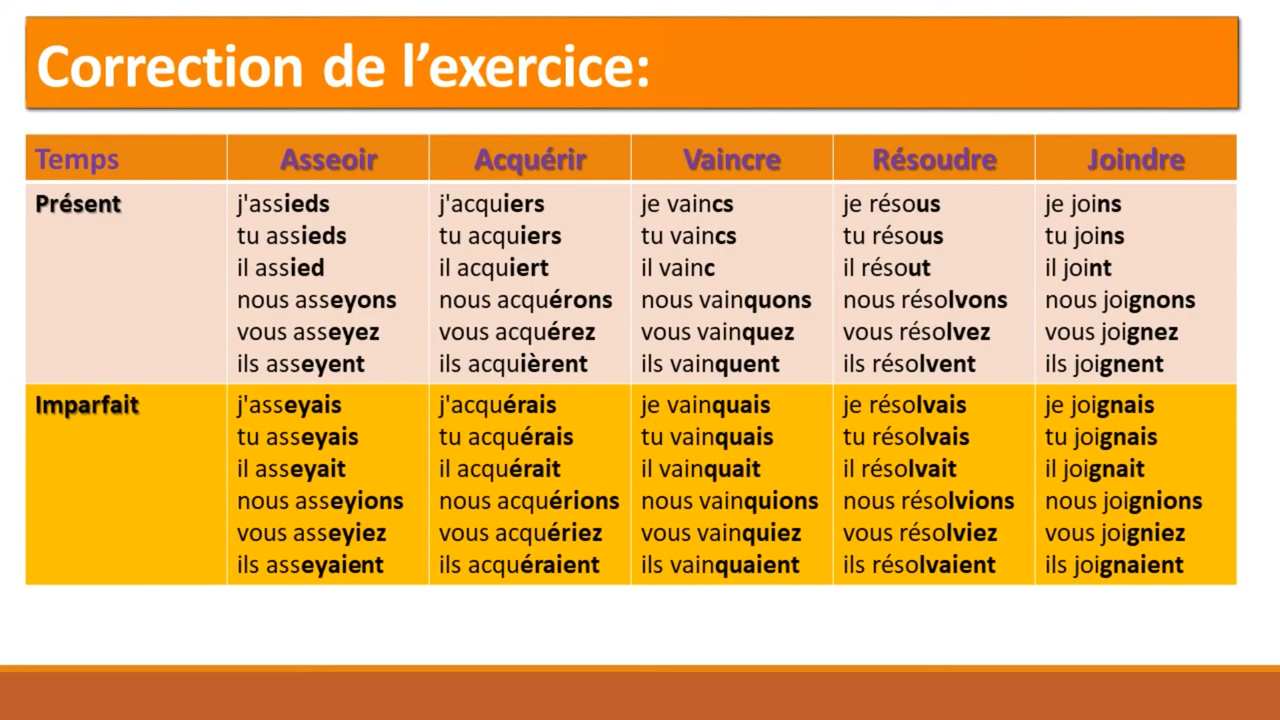 Correction de l’exercice:
Temps Asseoir Acquérir Vaincre Résoudre Joindre
Présent j'assieds j'acquiers je vaincs je résous je joins
tu assieds tu acquiers tu vaincs tu résous tu joins
il assied il acquiert il vainc il résout il joint
nous asseyons nous acquérons nous vainquons nous résolvons nous joignons
vous asseyez vous acquérez vous vainquez vous résolvez vous joignez
ils asseyent ils acquièrent ils vainquent ils résolvent ils joignent
Imparfait j'asseyais j'acquérais je vainquais je résolvais je joignais
tu asseyais tu acquérais tu vainquais tu résolvais tu joignais
il asseyait il acquérait il vainquait il résolvait il joignait
nous asseyions nous acquérions nous vainquions nous résolvions nous joignions
vous asseyiez vous acquériez vous vainquiez vous résolviez vous joigniez
ils asseyaient ils acquéraient ils vainquaient ils résolvaient ils joignaient